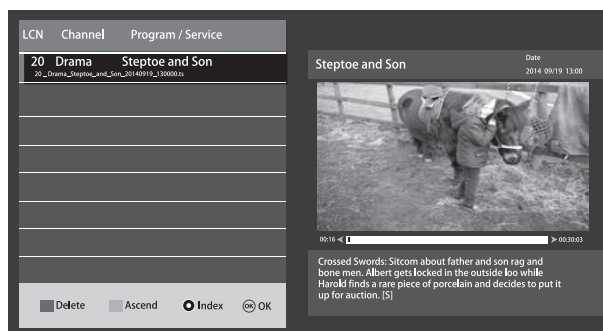 LCN Channel Program / Service
20 Drama Steptoe and Son
20_Drama_Steptoe_and_Son_20140919_130000.ts
Delete Ascend Index OK OK
Steptoe and Son
Date
2014 09/19 13:00
00:16 00:30:03
Crossed Swords: Sitcom about father and son rag and
bone men. Albert gets locked in the outside loo while
Harold finds a rare piece of porcelain and decides to put it
up for auction. [S]